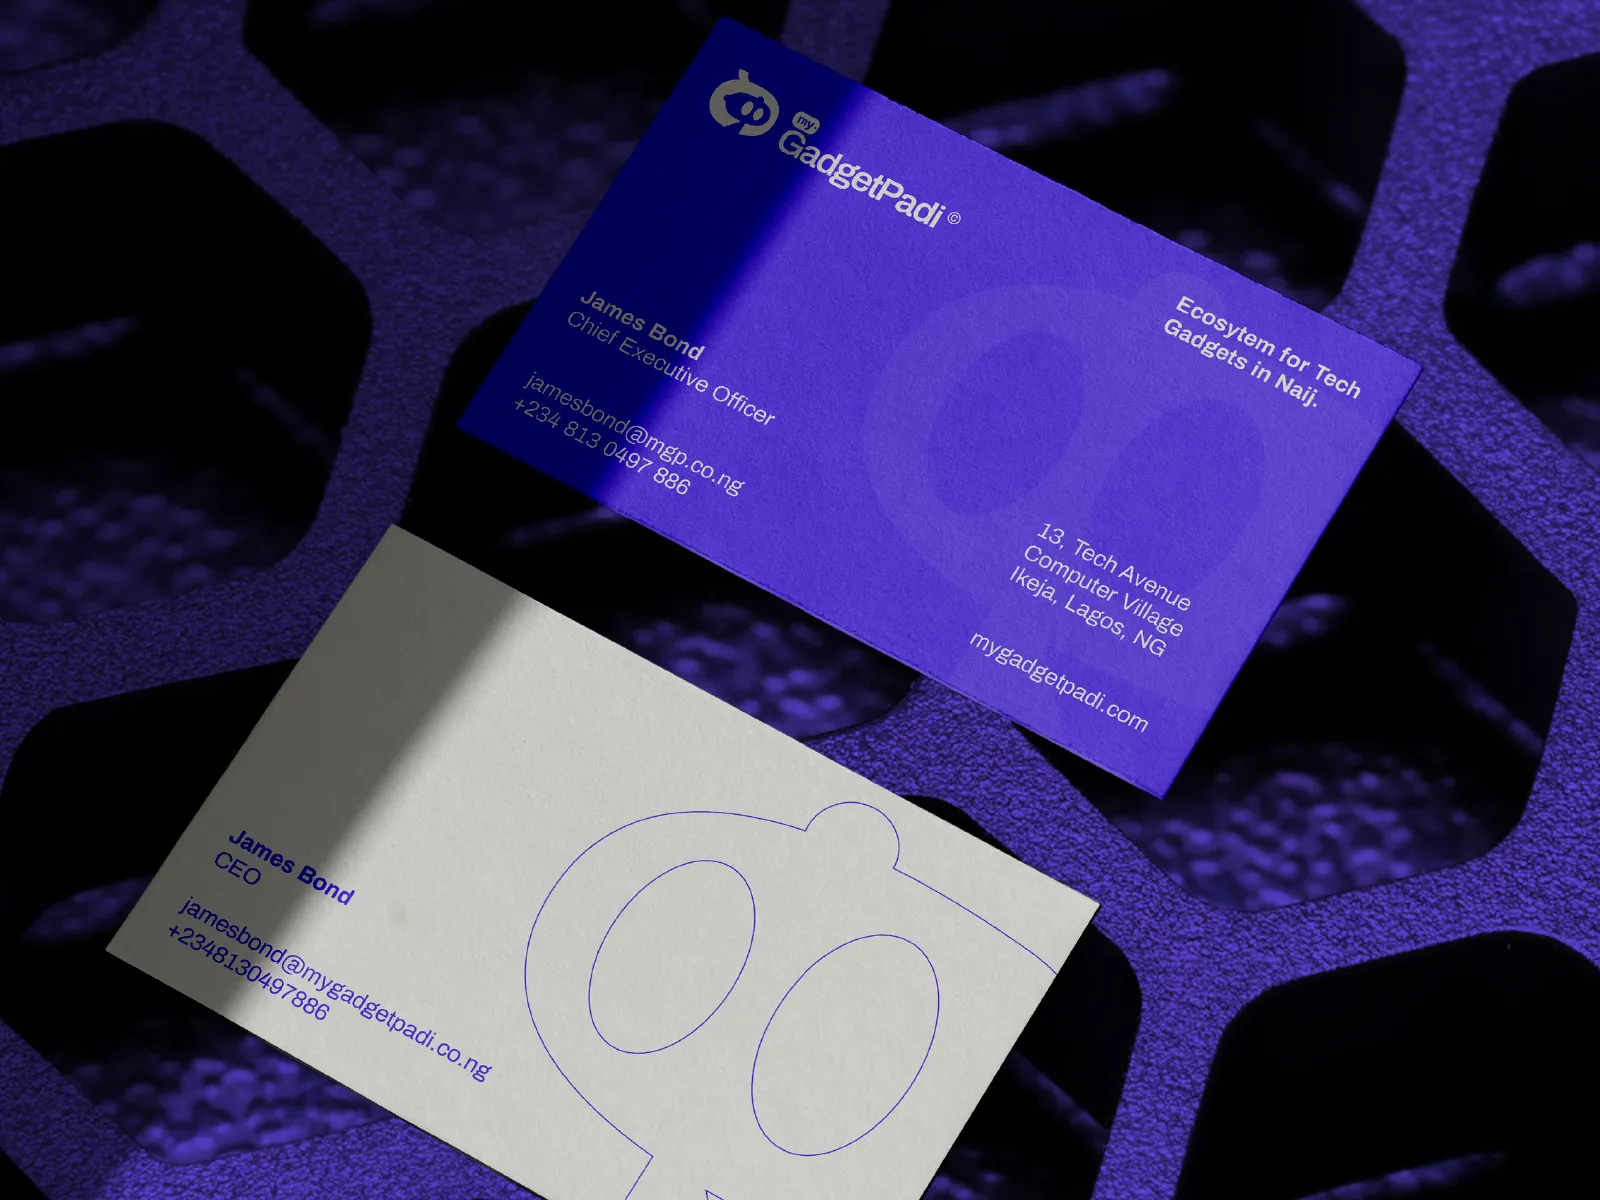 my.
GadgetPadi ©
Ecosytem for Tech
Gadgets in Naij.
James Bond
Chief Executive Officer
jamesbond@mgp.co.ng
+234 813 0497 886
13, Tech Avenue
Computer Village
Ikeja, Lagos, NG
mygadgetpadi.com
James Bond
CEO
jamesbond@mygadgetpadi.co.ng
+2348130497886